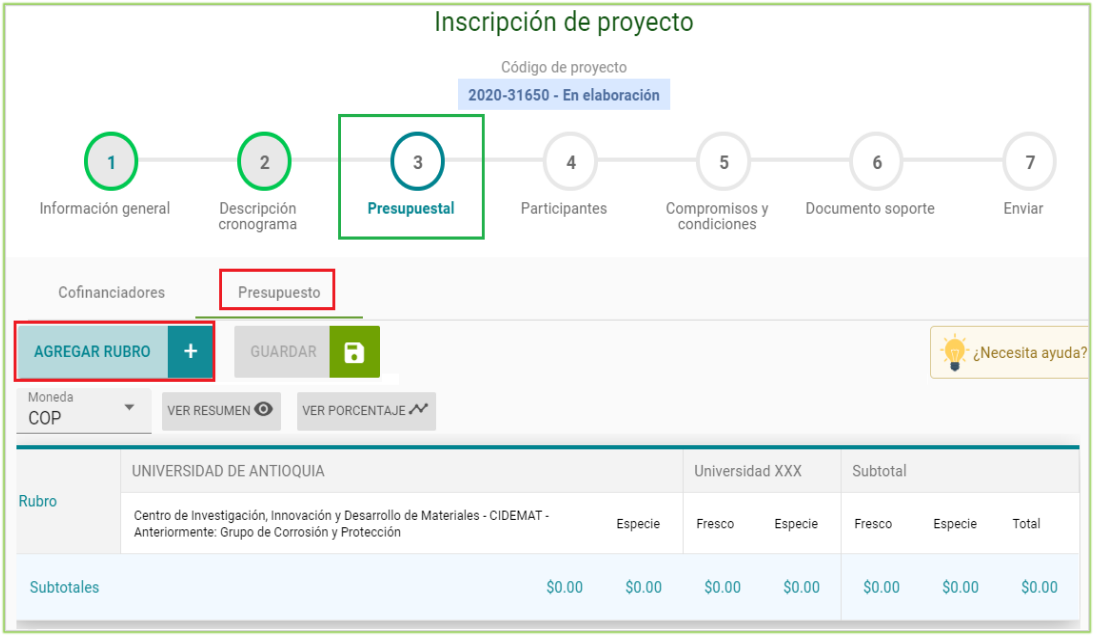 Inscripción de proyecto
Código de proyecto
2020-31650 - En elaboración
1
2
3
4
5
6
7
Información general
Descripción
cronograma
Presupuestal
Participantes
Compromisos y
condiciones
Documento soporte
Enviar
Cofinanciadores
Presupuesto
AGREGAR RUBRO +
GUARDAR
¿Necesita ayuda?
Moneda
COP
VER RESUMEN
VER PORCENTAJE
Rubro
UNIVERSIDAD DE ANTIOQUIA
Universidad XXX
Subtotal
Centro de Investigación, Innovación y Desarrollo de Materiales - CIDEMAT -
Anteriormente: Grupo de Corrosión y Protección
Especie
Fresco
Especie
Fresco
Especie
Total
Subtotales
$0.00
$0.00
$0.00
$0.00
$0.00
$0.00
$0.00